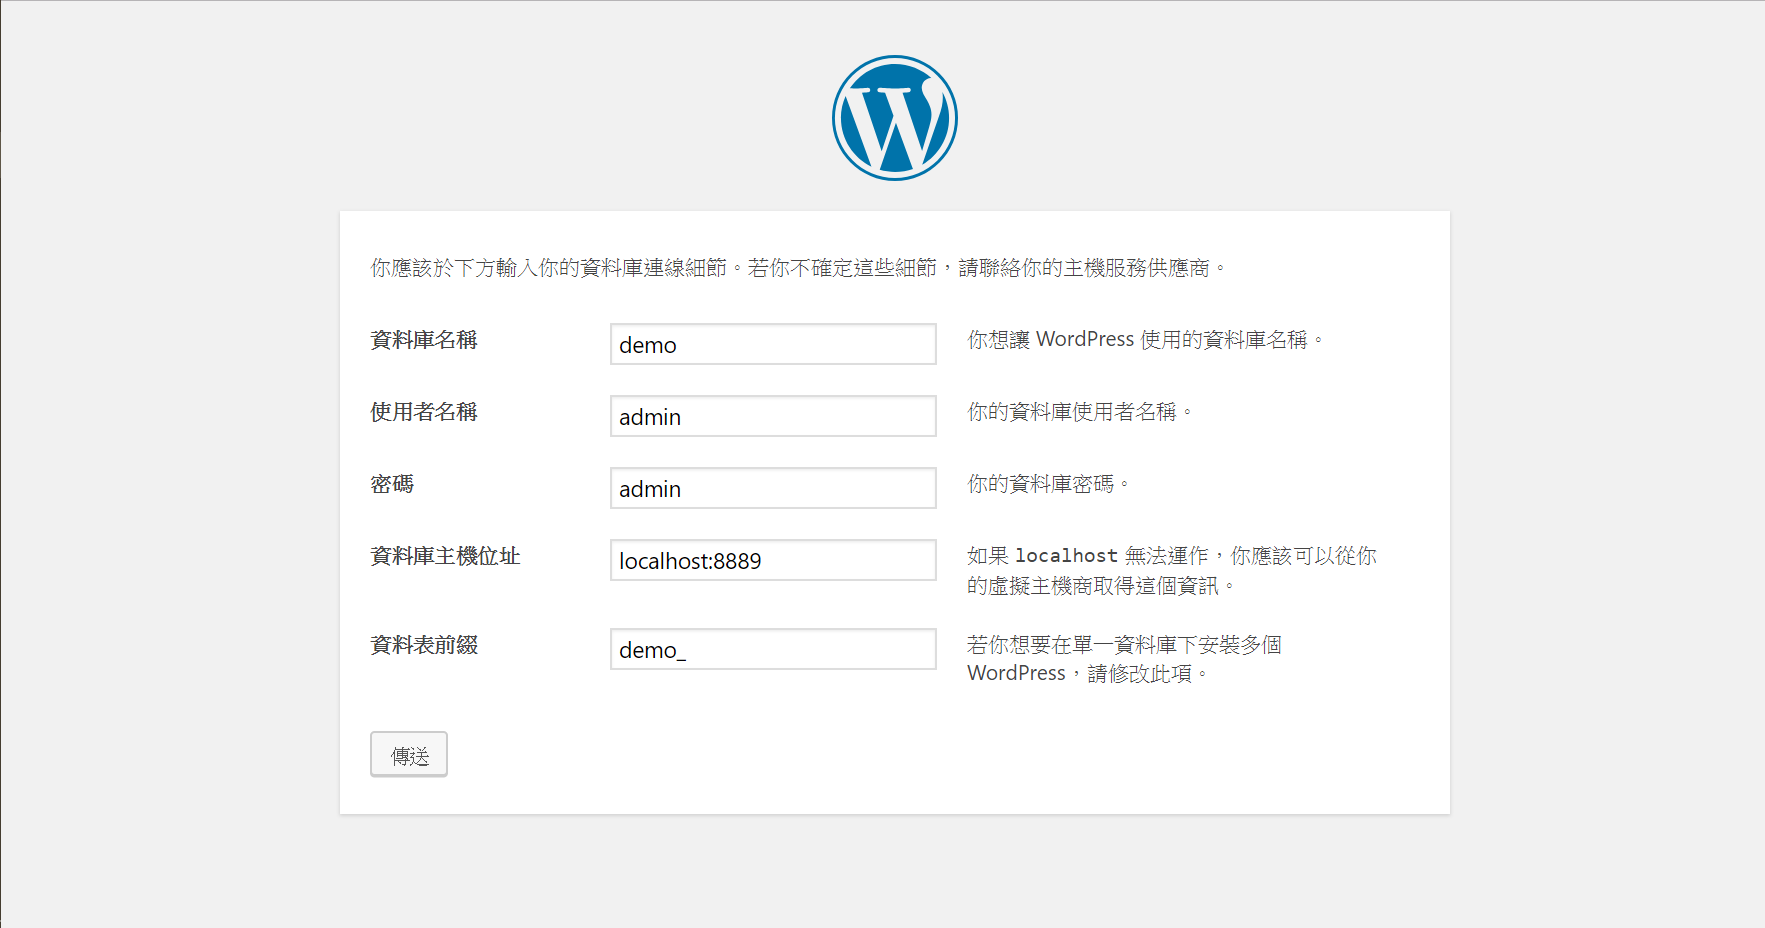 你應該於下方輸入你的資料庫連線細節。若你不確定這些細節，請聯絡你的主機服務供應商。
資料庫名稱 demo 你想讓 WordPress 使用的資料庫名稱。
使用者名稱 admin 你的資料庫使用者名稱。
密碼 admin 你的資料庫密碼。
資料庫主機位址 localhost:8889 如果 localhost 無法運作，你應該可以從你
的虛擬主機商取得這個資訊。
資料表前綴 demo_ 若你想要在單一資料庫下安裝多個
WordPress，請修改此項。
傳送